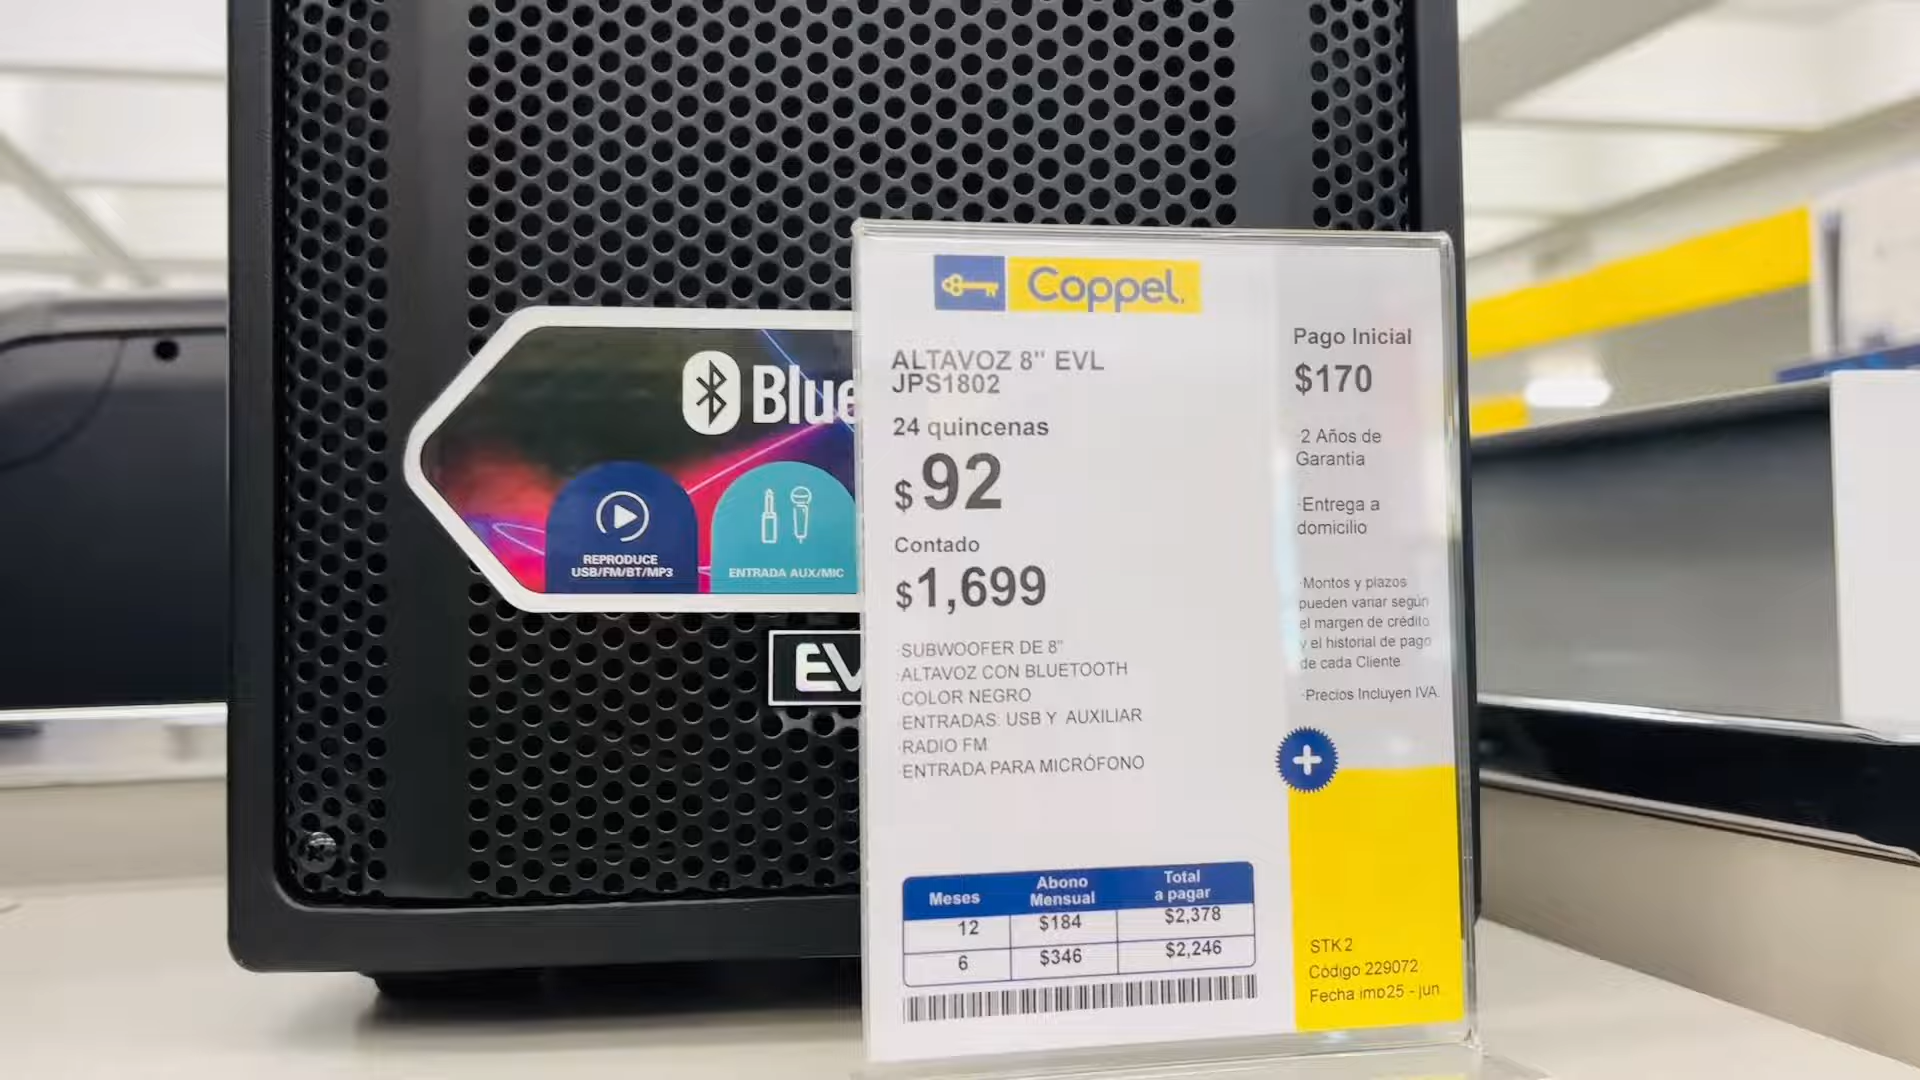 Blue
REPRODUCE
USB/FM/BT/MP3
ENTRADA AUX/MIC
EV
Coppel.
ALTAVOZ 8" EVL
JPS1802
24 quincenas
$92
Contado
$1,699
·SUBWOOFER DE 8"
·ALTAVOZ CON BLUETOOTH
·COLOR NEGRO
·ENTRADAS: USB Y AUXILIAR
·RADIO FM
·ENTRADA PARA MICRÓFONO
Meses Abono Mensual Total a pagar
12 $184 $2,378
6 $346 $2,246
Pago Inicial
$170
·2 Años de
Garantia
·Entrega a
domicilio
·Montos y plazos
pueden variar según
el margen de crédito
y el historial de pago
de cada Cliente.
·Precios Incluyen IVA.
+
STK 2
Código 229072
Fecha imp25 - jun